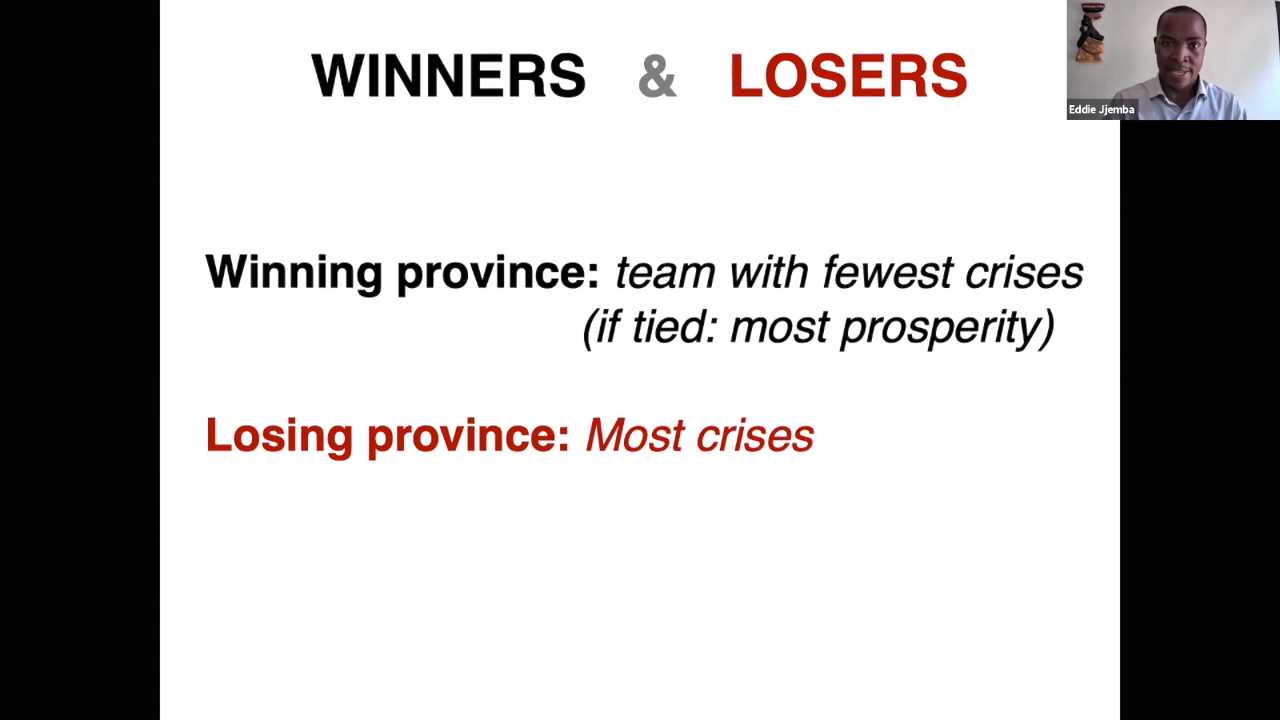 WINNERS & LOSERS
Eddie Jjemba
Winning province: team with fewest crises
(if tied: most prosperity)
Losing province: Most crises